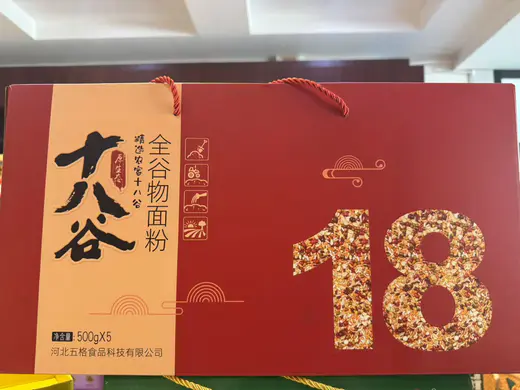 十八谷
原生态
精选农家十八谷
全谷物面粉
18
净含量: 500gX5
河北五格食品科技有限公司